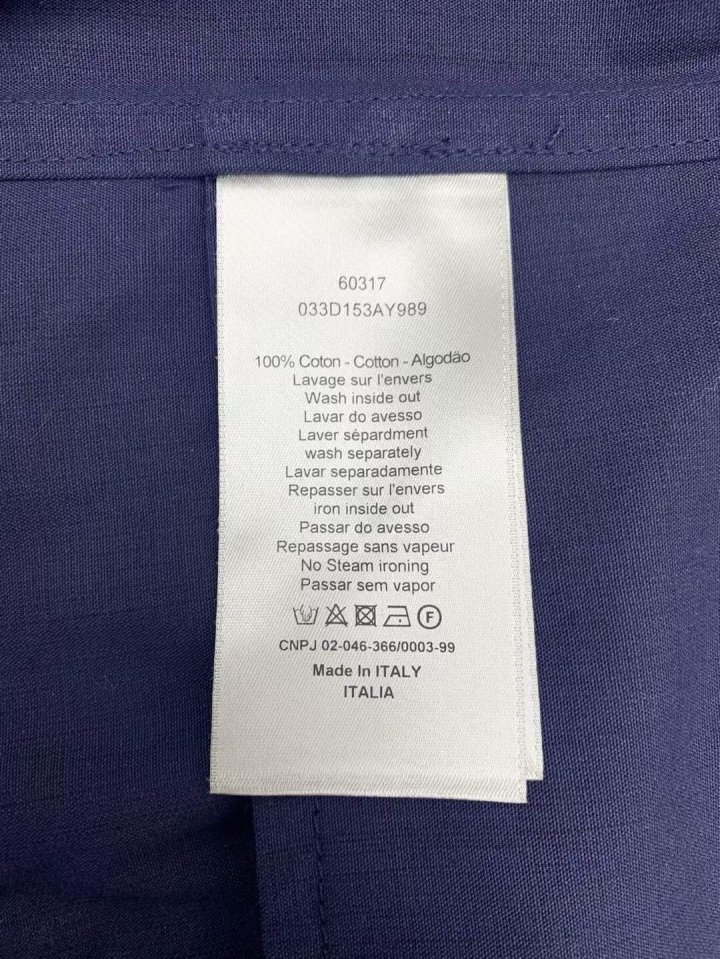 60317
033D153AY989
100% Coton - Cotton - Algodão
Lavage sur l'envers
Wash inside out
Lavar do avesso
Laver sépardment
wash separately
Lavar separadamente
Repasser sur l'envers
iron inside out
Passar do avesso
Repassage sans vapeur
No Steam ironing
Passar sem vapor
F
CNPJ 02-046-366/0003-99
Made In ITALY
ITALIA